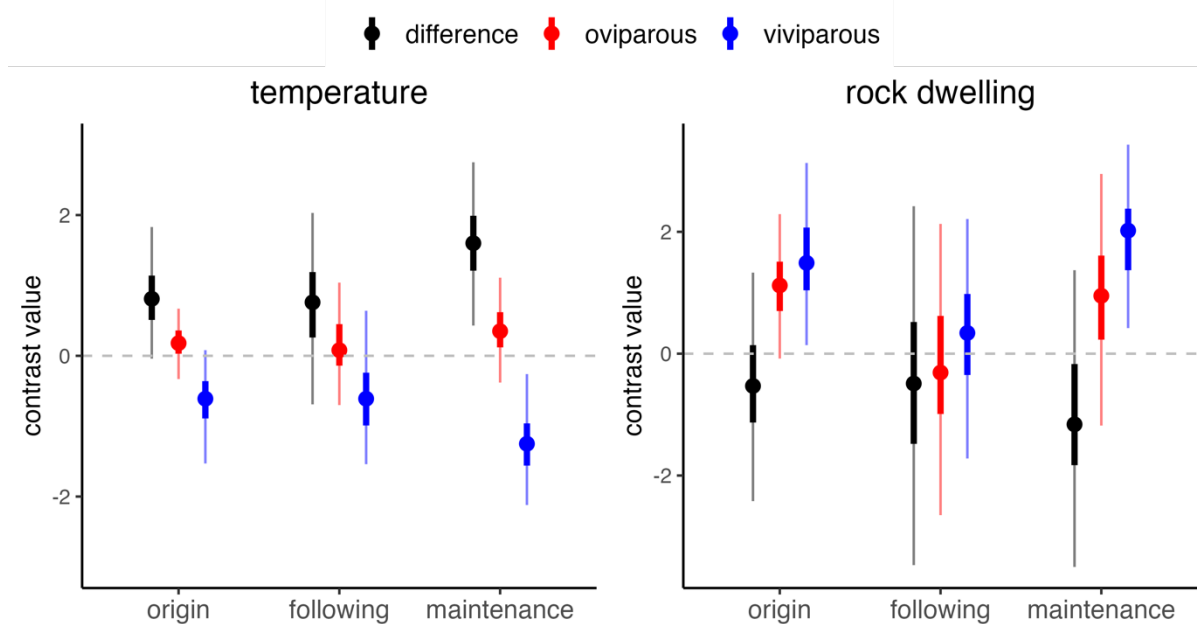 difference oviparous viviparous
temperature
contrast value
2
0
-2
origin following maintenance
rock dwelling
contrast value
2
0
-2
origin following maintenance